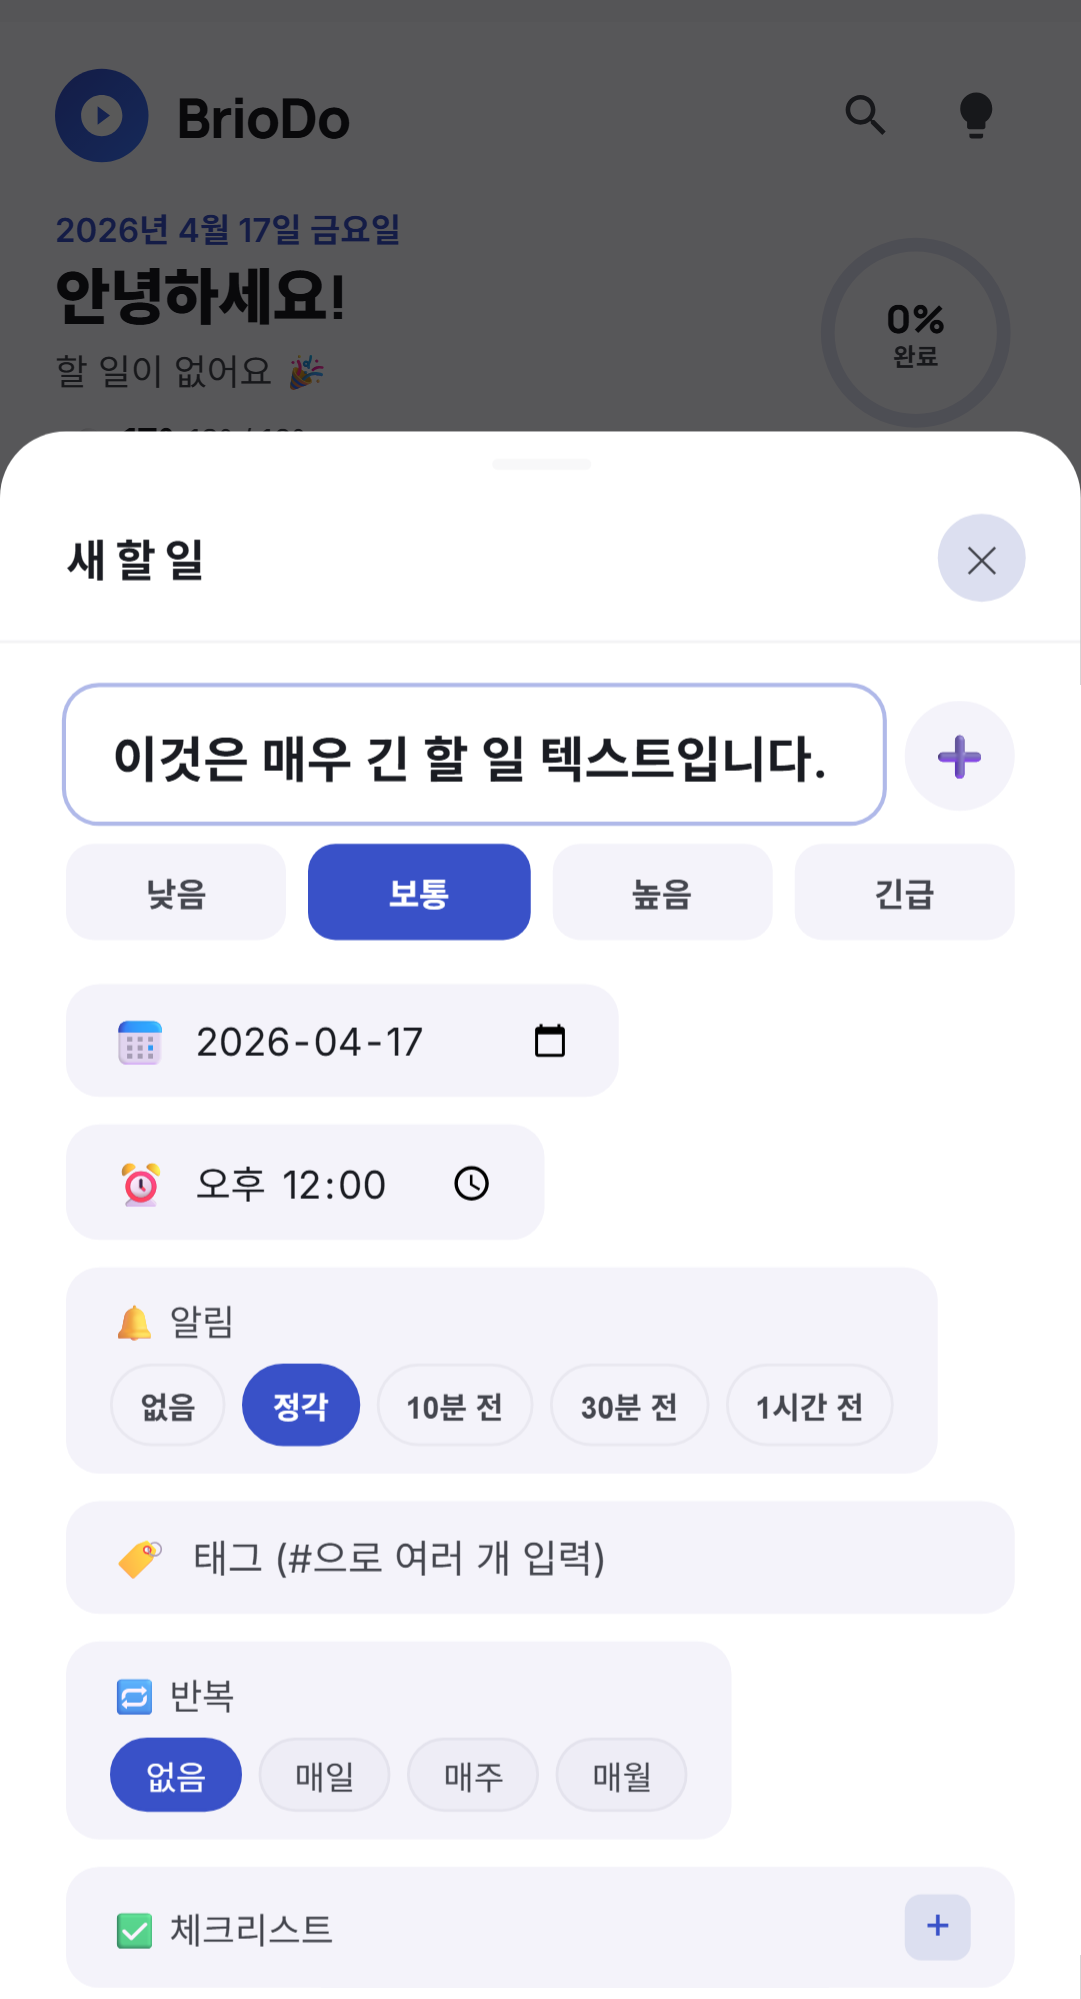 BrioDo
2026년 4월 17일 금요일
안녕하세요!
할 일이 없어요 🎉
0%
완료
새 할 일
이것은 매우 긴 할 일 텍스트입니다.
낮음 보통 높음 긴급
2026-04-17
오후 12:00
알림
없음 정각 10분 전 30분 전 1시간 전
태그 (#으로 여러 개 입력)
반복
없음 매일 매주 매월
체크리스트
+